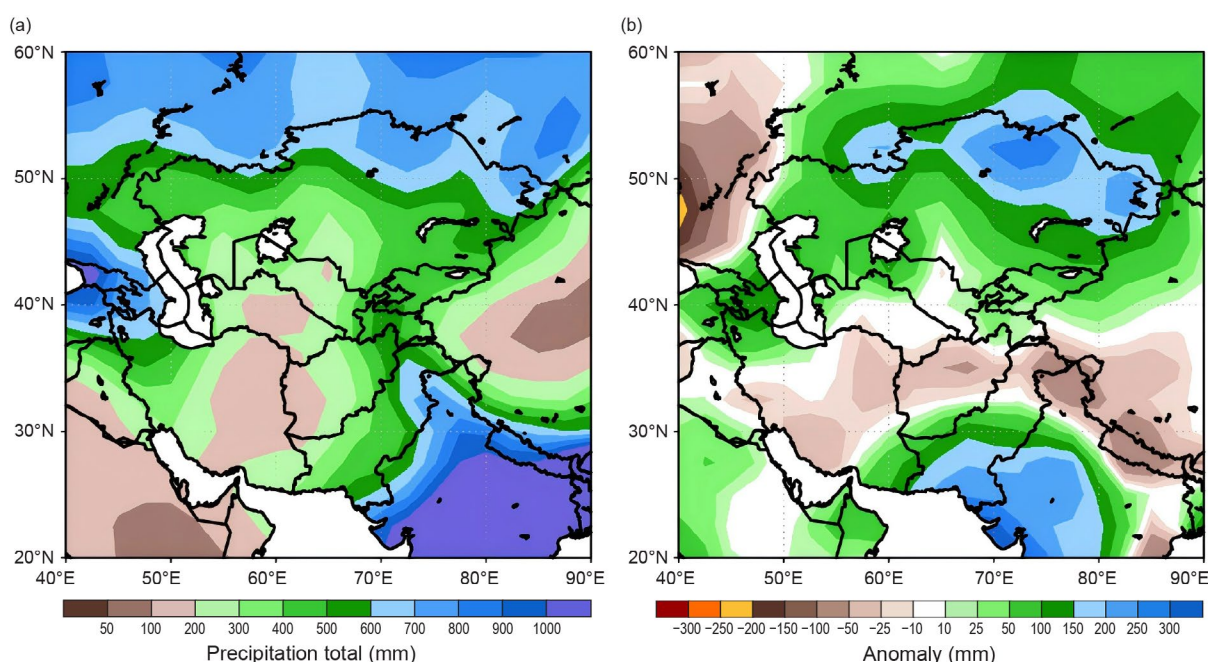 (a)
60°N
50°N
40°N
30°N
20°N
40°E 50°E 60°E 70°E 80°E 90°E
50 100 200 300 400 500 600 700 800 900 1000
Precipitation total (mm)
(b)
60°N
50°N
40°N
30°N
20°N
40°E 50°E 60°E 70°E 80°E 90°E
−300 −250 −200 −150 −100 −50 −25 −10 10 25 50 100 150 200 250 300
Anomaly (mm)